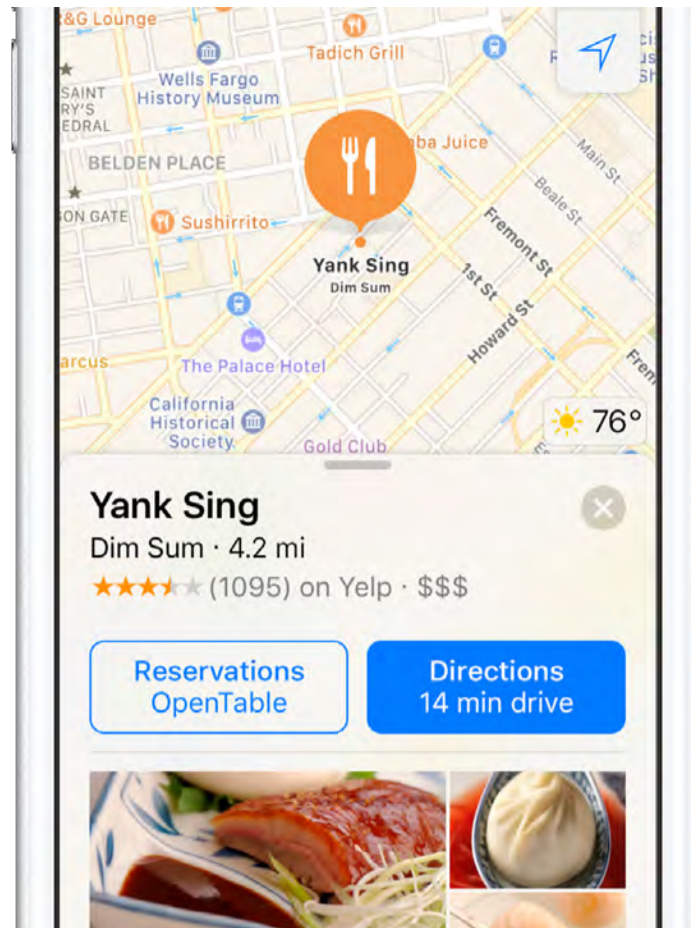 R&G Lounge
Tadich Grill
Wells Fargo
History Museum
SAINT
RY'S
EDRAL
ba Juice
Main St
BELDEN PLACE
Beale St
ON GATE
Sushirrito
Fremont St
Yank Sing
Dim Sum
1st St
Howard St
arcus
The Palace Hotel
Frem
California
Historical
Society
76°
Gold Club
Yank Sing
Dim Sum · 4.2 mi
(1095) on Yelp · $$$
Reservations
OpenTable
Directions
14 min drive